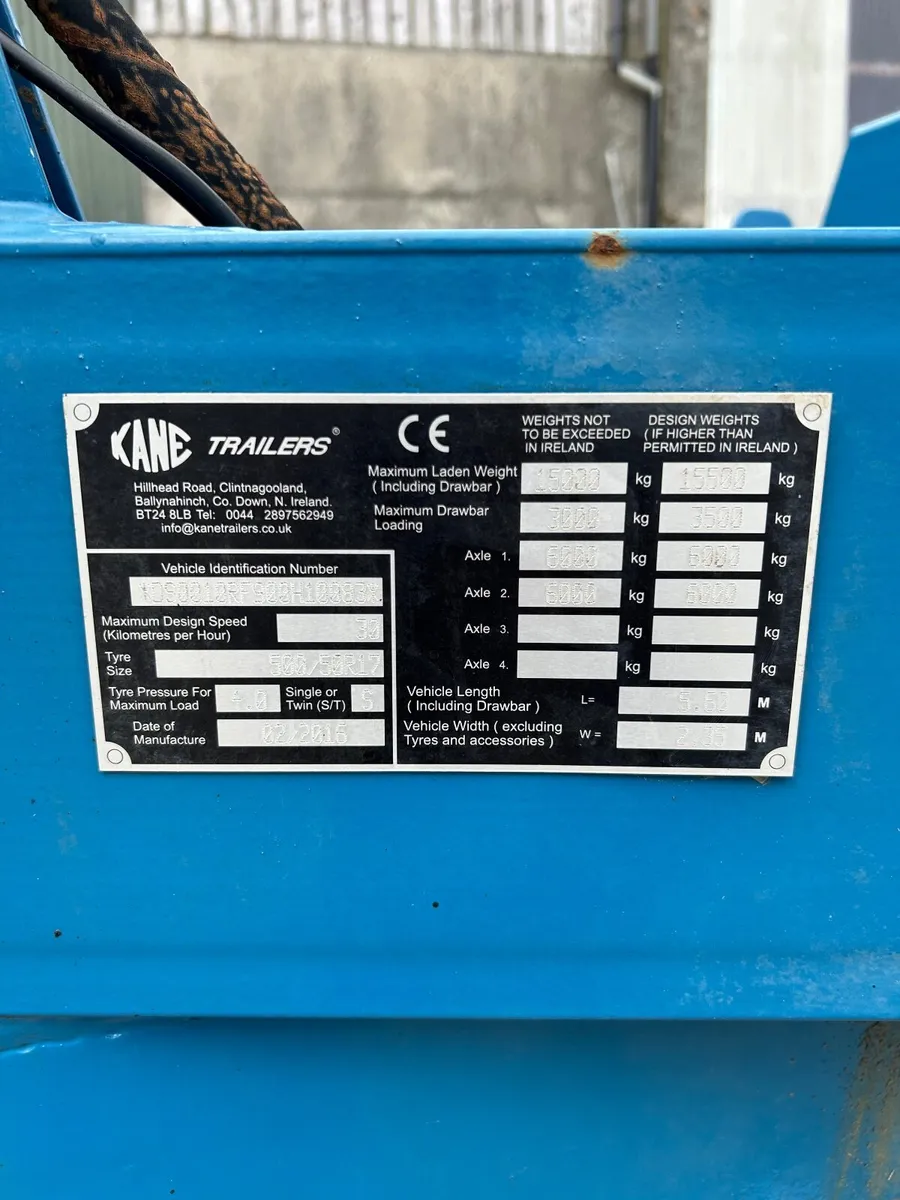 KANE TRAILERS®
Hillhead Road, Clintnagooland,
Ballynahinch, Co. Down, N. Ireland.
BT24 8LB Tel: 0044 2897562949
info@kanetrailers.co.uk
CE
WEIGHTS NOT
TO BE EXCEEDED
IN IRELAND
DESIGN WEIGHTS
( IF HIGHER THAN
PERMITTED IN IRELAND )
Maximum Laden Weight
( Including Drawbar )
15000 kg 15500 kg
Maximum Drawbar
Loading
3000 kg 3500 kg
Axle 1. 6000 kg 6000 kg
Axle 2. 6000 kg 6000 kg
Axle 3. kg kg
Axle 4. kg kg
Vehicle Length
( Including Drawbar )
L= 5.60 M
Vehicle Width ( excluding
Tyres and accessories )
W = 2.35 M
Vehicle Identification Number
Maximum Design Speed
(Kilometres per Hour)
30
Tyre
Size
500/50R17
Tyre Pressure For
Maximum Load
4.0
Single or
Twin (S/T)
S
Date of
Manufacture
02/2016